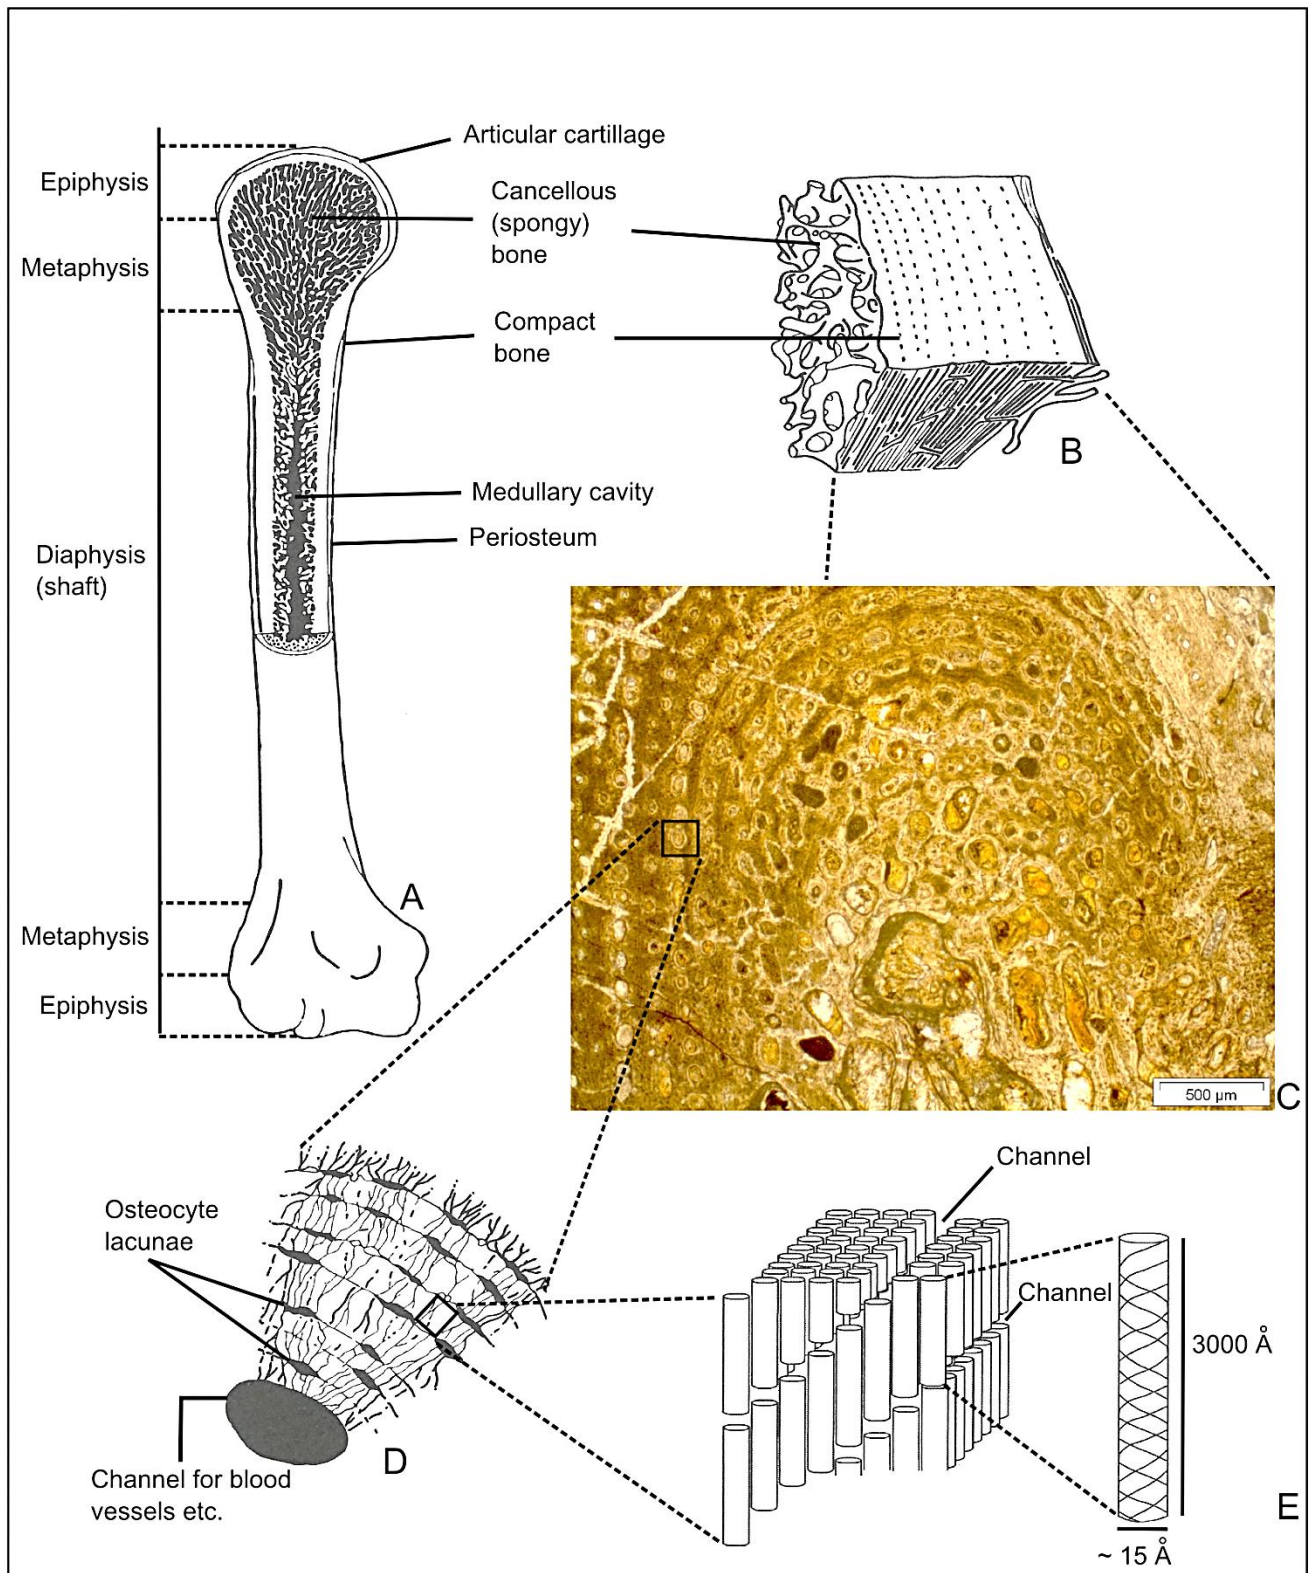 Articular cartillage
Epiphysis
Cancellous
(spongy)
bone
Metaphysis
Compact
bone
B
Medullary cavity
Periosteum
Diaphysis
(shaft)
A
Metaphysis
Epiphysis
500 µm
C
Channel
Osteocyte
lacunae
Channel
3000 Å
D
Channel for blood
vessels etc.
E
~ 15 Å